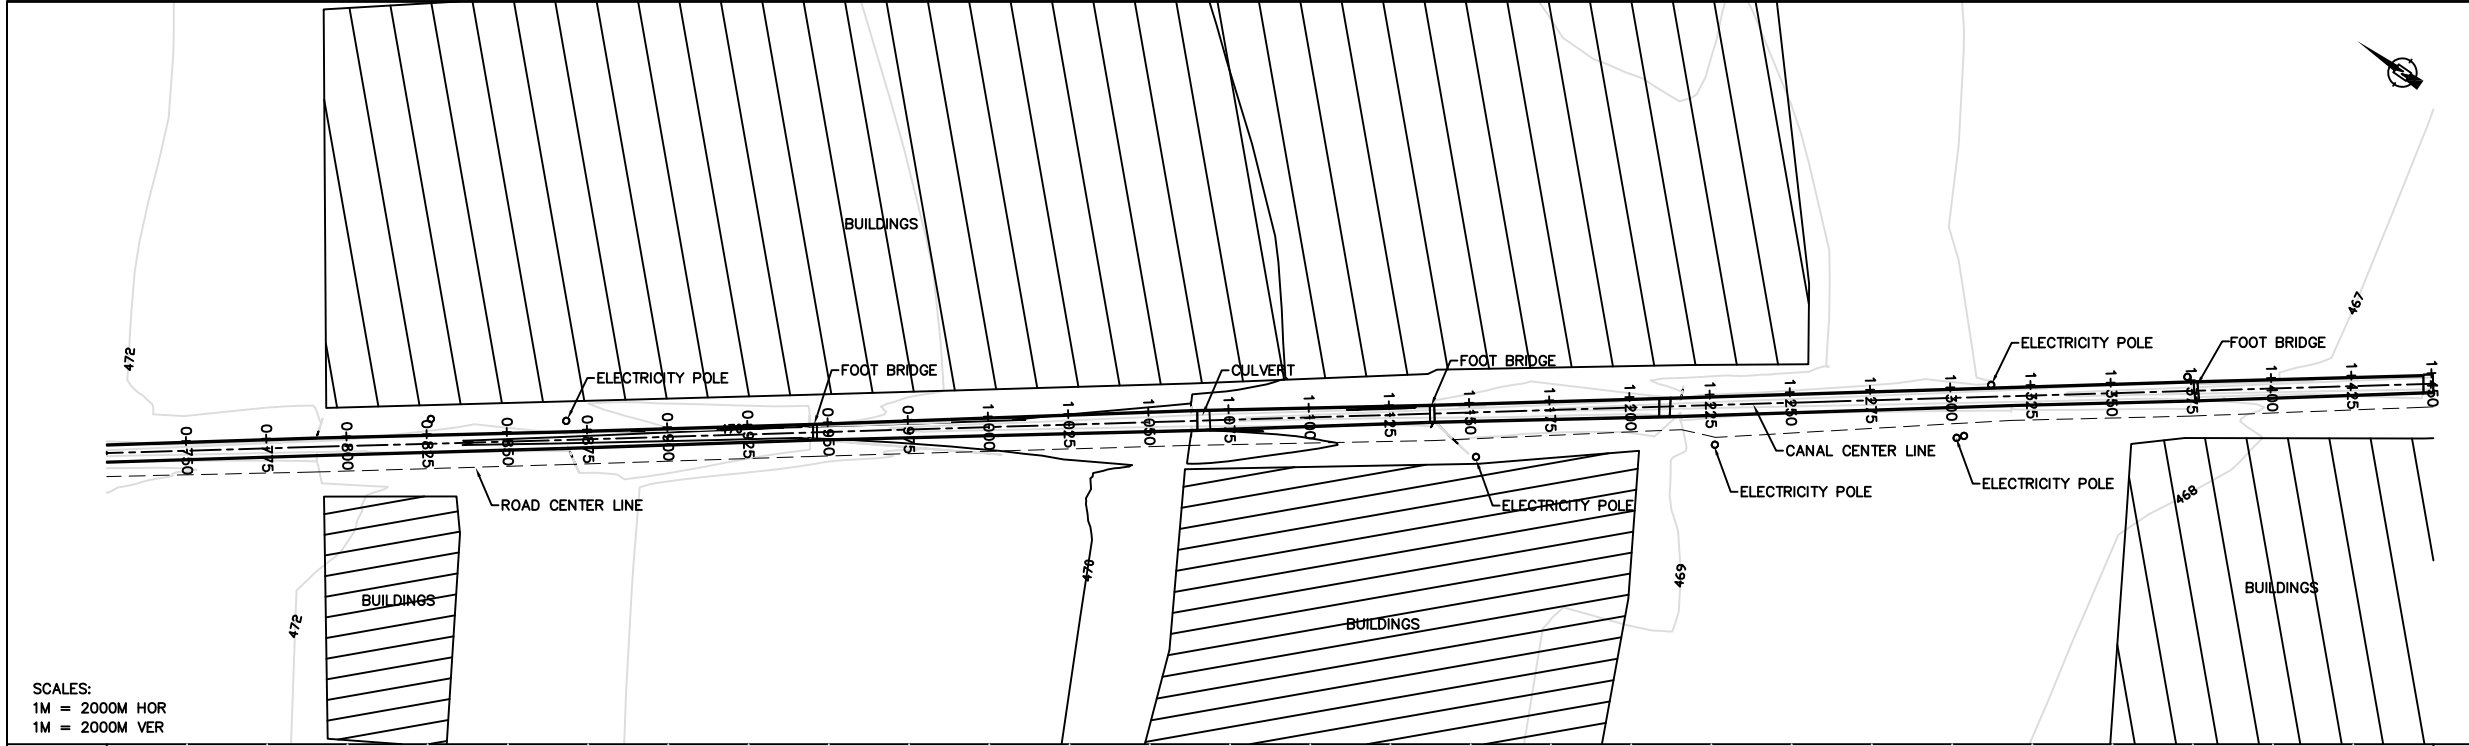 BUILDINGS
467
472
ELECTRICITY POLE
FOOT BRIDGE
CULVERT
FOOT BRIDGE
ELECTRICITY POLE
FOOT BRIDGE
0+750
0+775
0+800
0+825
0+850
0+875
0+900
0+925
0+950
0+975
1+000
1+025
1+050
1+075
1+100
1+125
1+150
1+175
1+200
1+225
1+250
1+275
1+300
1+325
1+350
1+375
1+400
1+425
1+450
470
CANAL CENTER LINE
ROAD CENTER LINE
ELECTRICITY POLE
ELECTRICITY POLE
ELECTRICITY POLE
468
470
469
BUILDINGS
BUILDINGS
BUILDINGS
472
SCALES:
1M = 2000M HOR
1M = 2000M VER